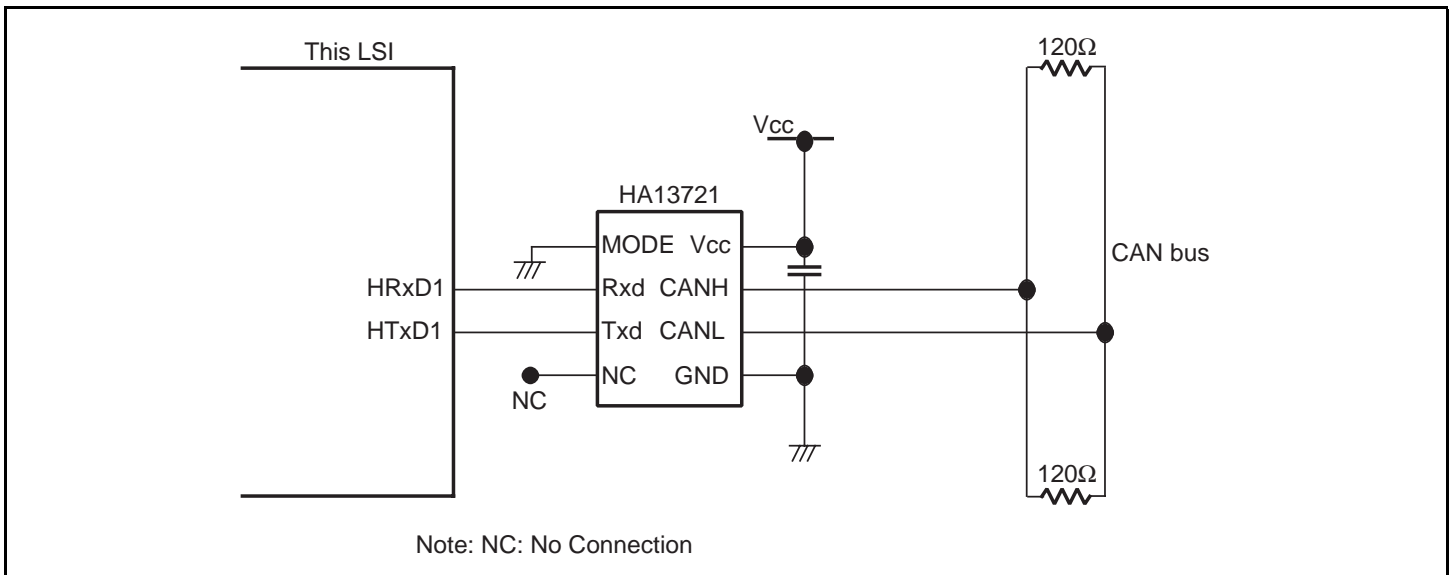 This LSI
120Ω
Vcc
HA13721
MODE Vcc
CAN bus
HRxD1
Rxd CANH
HTxD1
Txd CANL
NC GND
NC
120Ω
Note: NC: No Connection